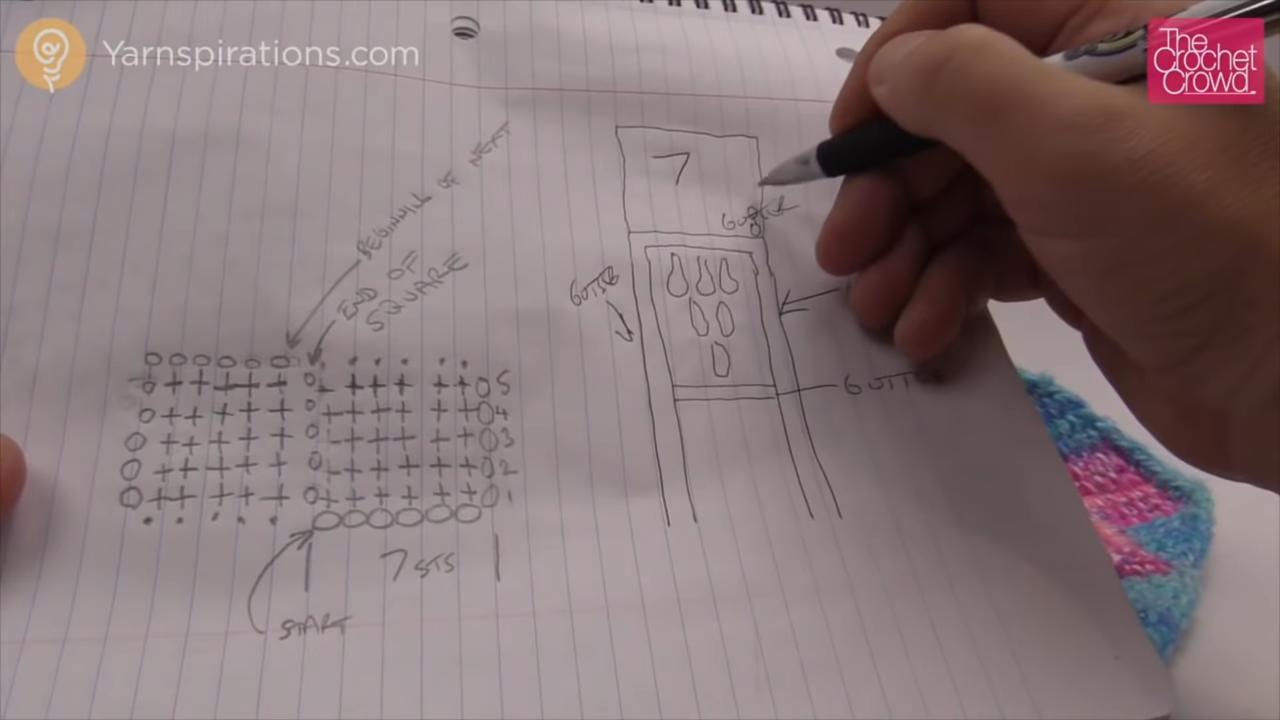 Yarnspirations.com
The
Crochet
Crowd
BEGINNING OF NEXT
END OF
SQUARE
5
4
3
2
1
7 STS
START
7
GUTTER
GUTTER